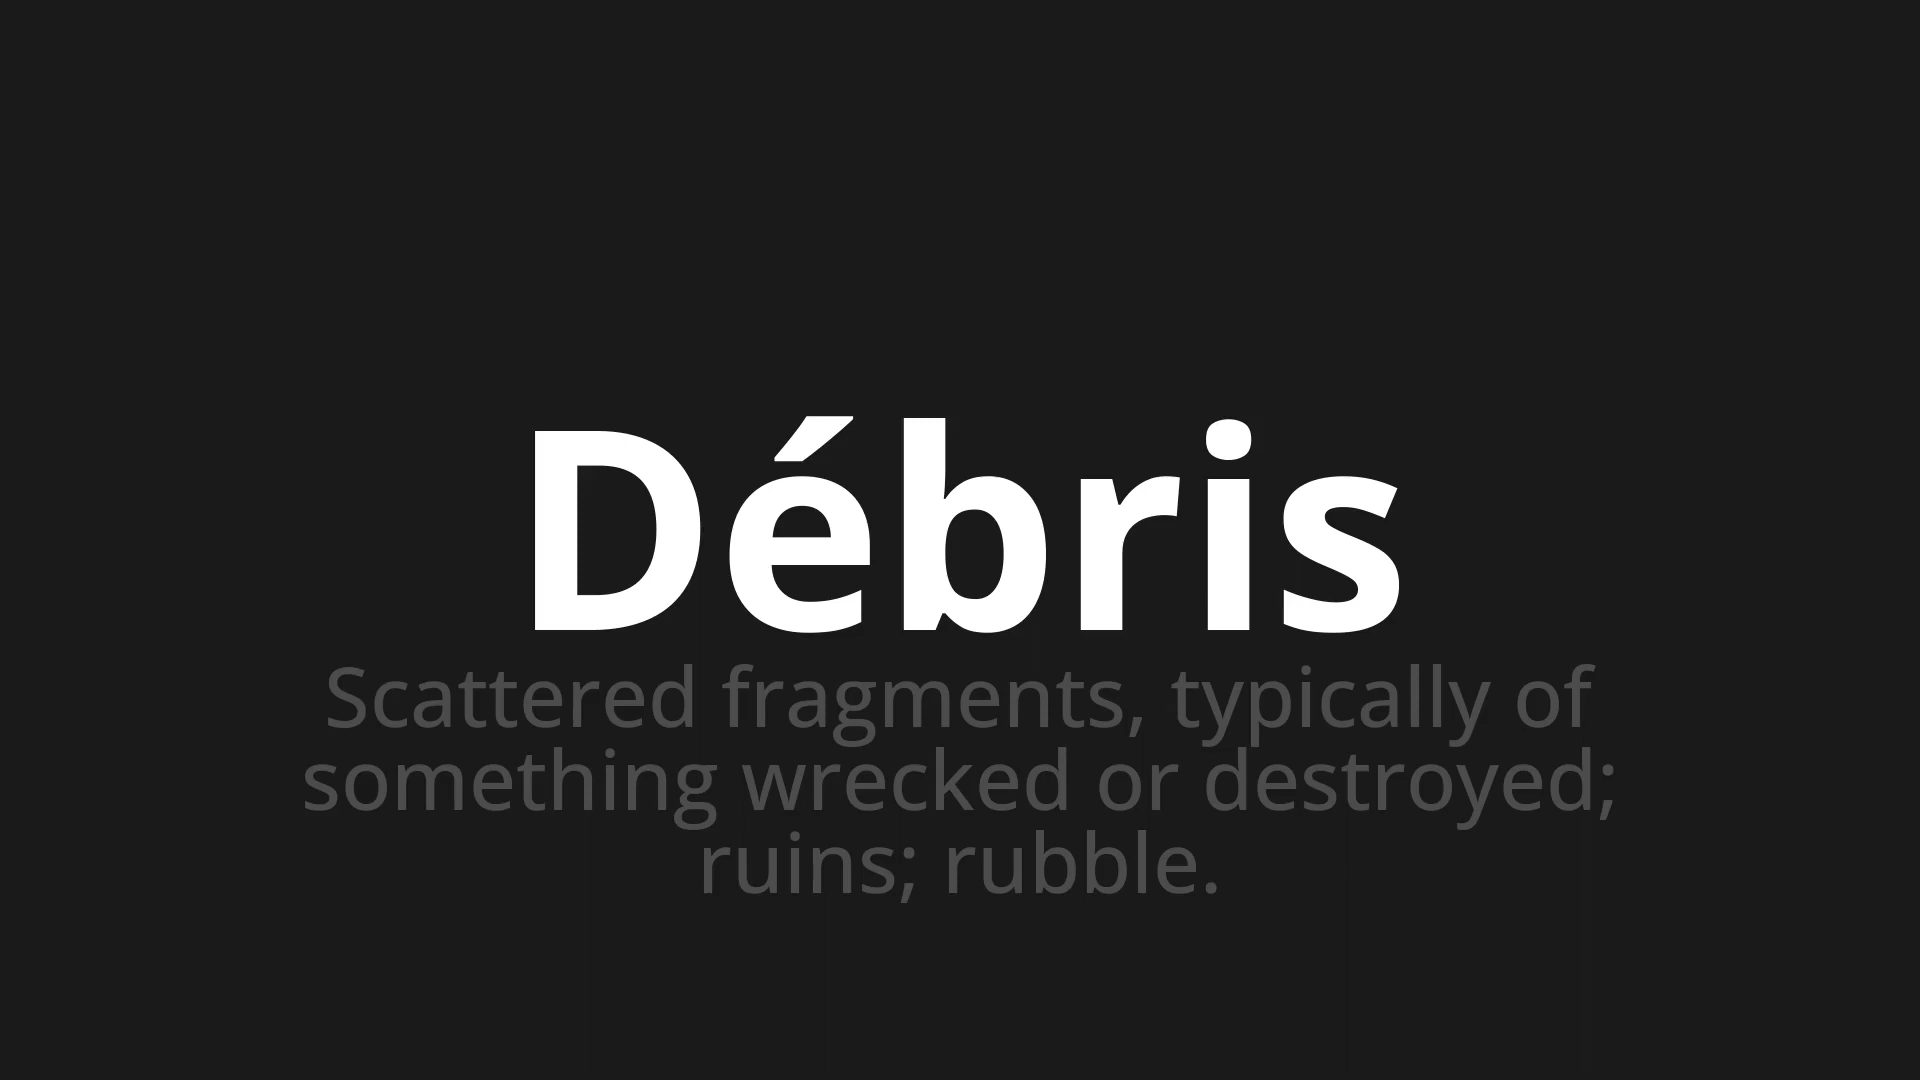 Débris
Scattered fragments, typically of
something wrecked or destroyed;
ruins; rubble.